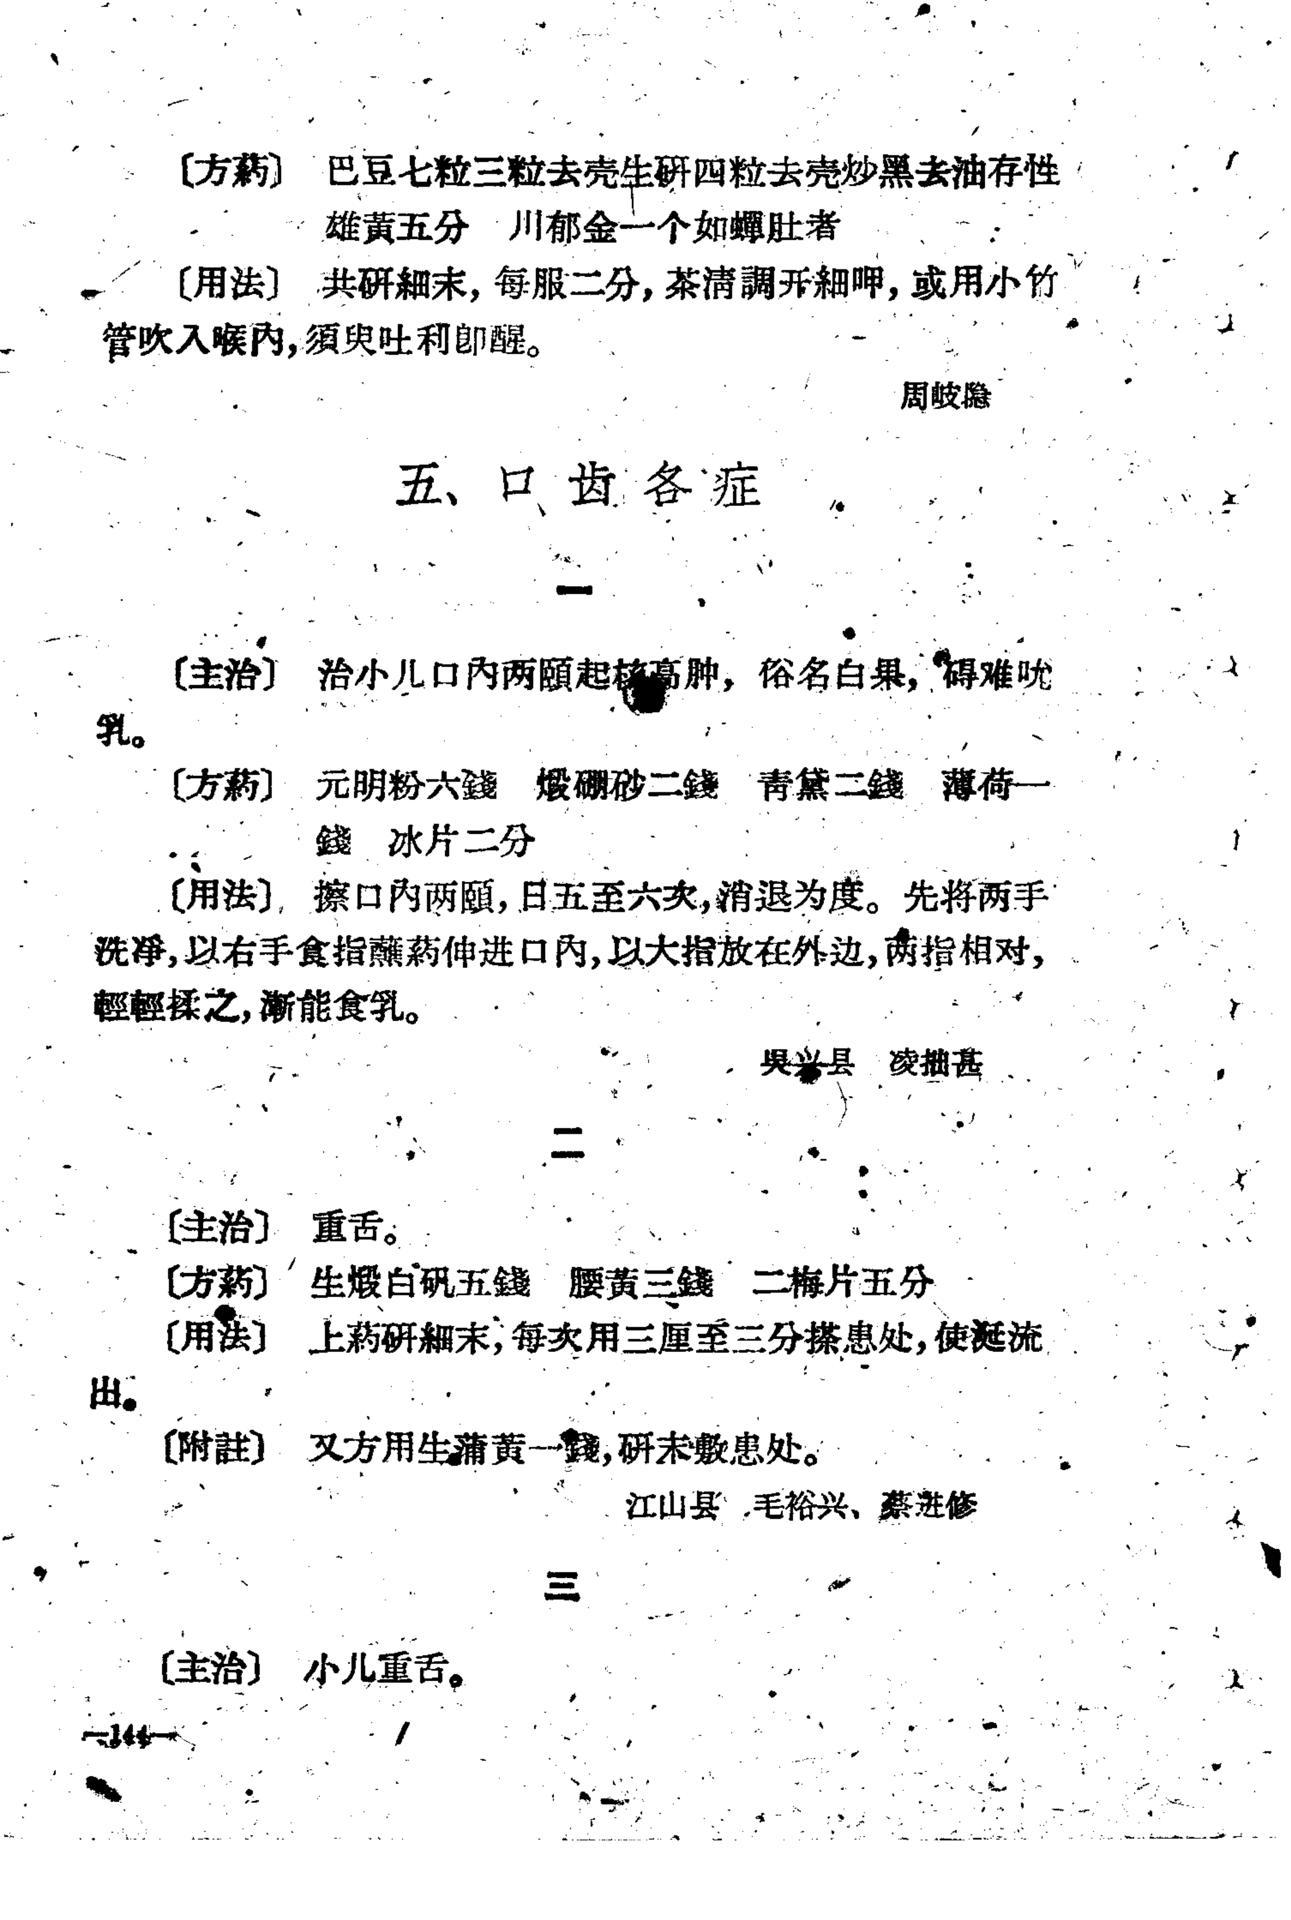 〔方葯〕 巴豆七粒三粒去壳生研四粒去壳炒黑去油存性
雄黃五分 川郁金一个如蟬肚者
〔用法〕 共研細末，每服二分，茶清調开細呷，或用小竹
管吹入喉內，須臾吐利卽醒。
周岐隐
五、口齿各症
一
〔主治〕 治小儿口內两頤起核高肿，俗名白果，碍难吮
乳。
〔方葯〕 元明粉六錢 煅硼砂二錢 靑黛二錢 薄荷一
錢 冰片二分
〔用法〕 擦口內两頤，日五至六次，消退为度。先将两手
洗凈，以右手食指蘸葯伸进口內，以大指放在外边，两指相对，
輕輕揉之，漸能食乳。
吳兴县 凌拙甚
二
〔主治〕 重舌。
〔方葯〕 生煅白矾五錢 腰黃三錢 二梅片五分
〔用法〕 上葯研細末，每次用三厘至三分搽患处，使涎流
出。
〔附註〕 又方用生蒲黃一錢，研末敷患处。
江山县 毛裕兴、蔡进修
三
〔主治〕 小儿重舌。
—144—